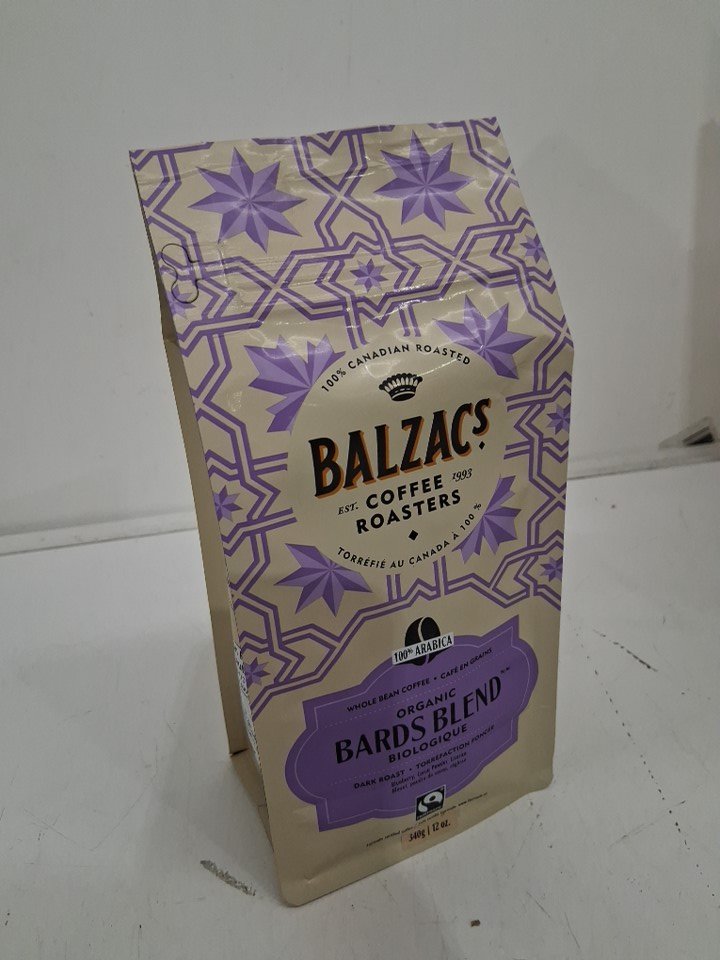 100% CANADIAN ROASTED
BALZAC'S
EST. COFFEE 1993
ROASTERS
TORRÉFIÉ AU CANADA À 100 %
100% ARABICA
WHOLE BEAN COFFEE • CAFÉ EN GRAINS
ORGANIC
BARDS BLEND
BIOLOGIQUE
DARK ROAST • TORRÉFACTION FONCÉE
340g | 12 oz.